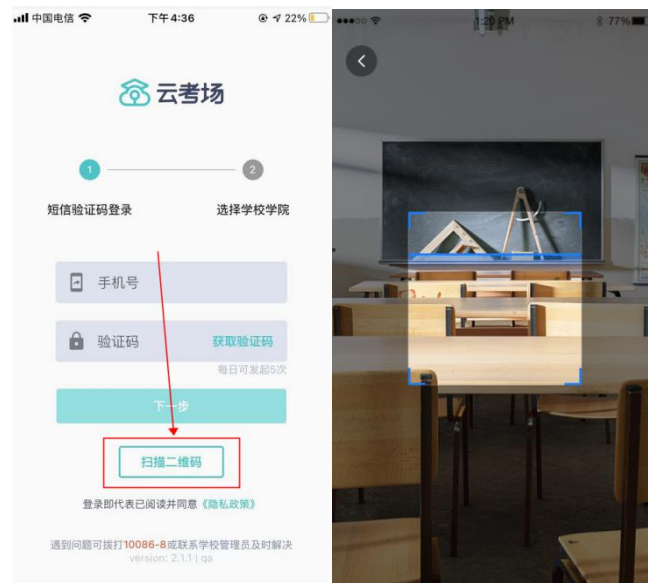 中国电信 下午4:36 22%
云考场
1 2
短信验证码登录 选择学校学院
手机号
验证码 获取验证码
每日可发起5次
下一步
扫描二维码
登录即代表已阅读并同意《隐私政策》
遇到问题可拨打10086-8或联系学校管理员及时解决
version: 2.1.1 | qa
1:20 PM 77%